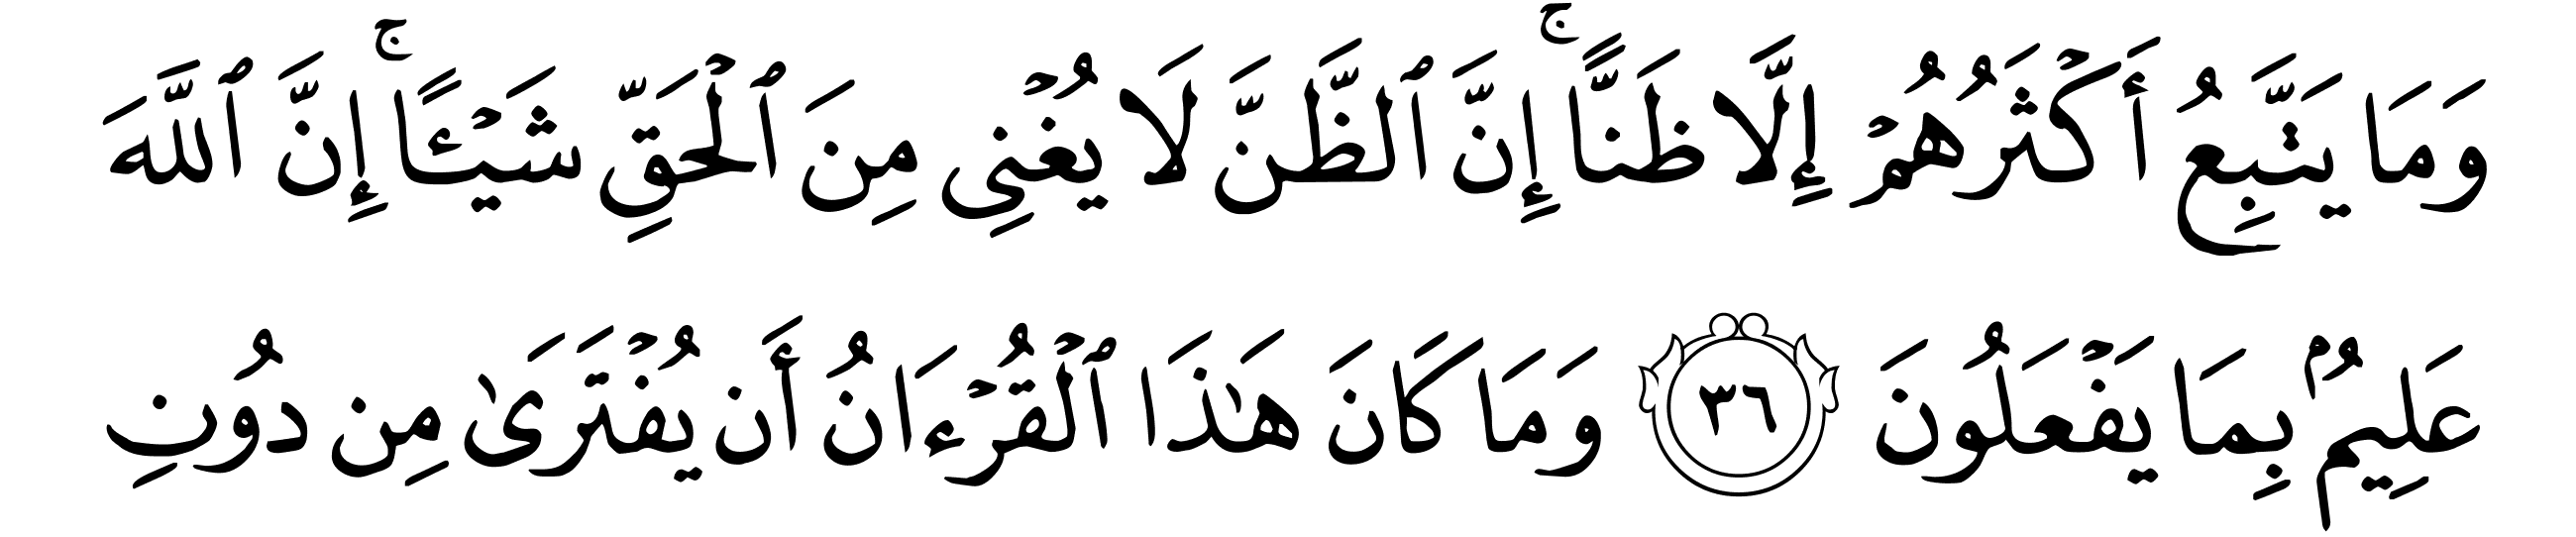 وَمَا يَتَّبِعُ أَكۡثَرُهُمۡ إِلَّا ظَنًّاۚ إِنَّ ٱلظَّنَّ لَا يُغۡنِي مِنَ ٱلۡحَقِّ شَيۡـًٔاۚ إِنَّ ٱللَّهَ
عَلِيمُۢ بِمَا يَفۡعَلُونَ ٣٦ وَمَا كَانَ هَٰذَا ٱلۡقُرۡءَانُ أَن يُفۡتَرَىٰ مِن دُونِ